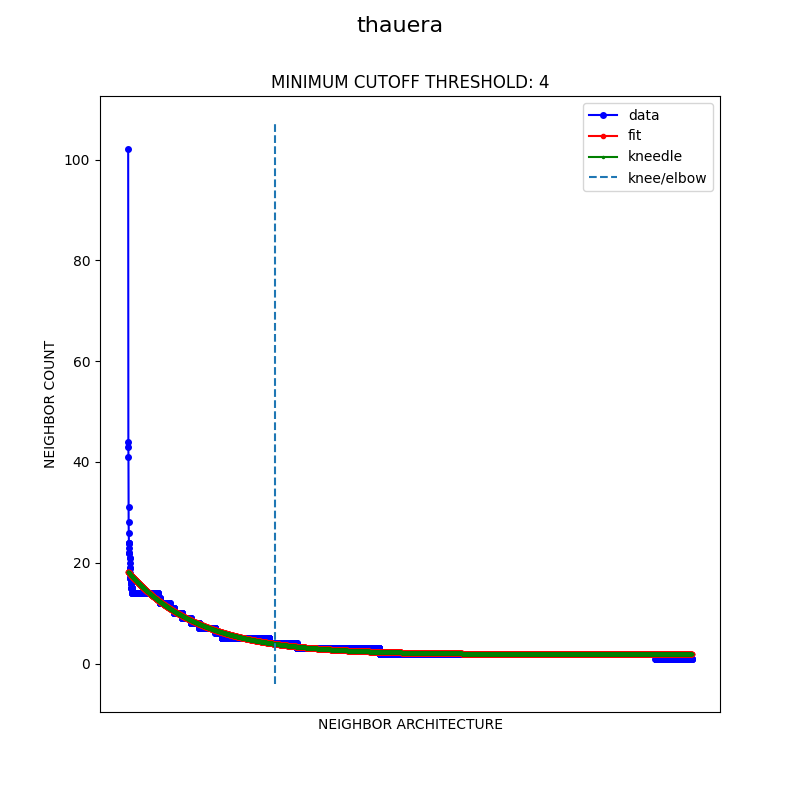 thauera
MINIMUM CUTOFF THRESHOLD: 4
data
fit
kneedle
knee/elbow
100
80
60
40
20
0
NEIGHBOR COUNT
NEIGHBOR ARCHITECTURE